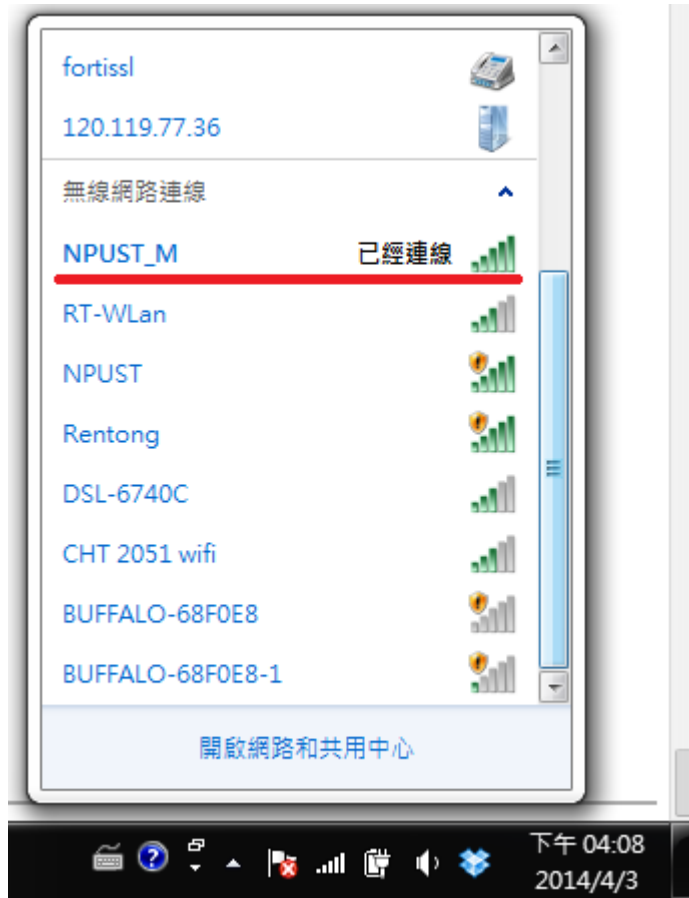 fortissl
120.119.77.36
無線網路連線
NPUST_M 已經連線
RT-WLan
NPUST
Rentong
DSL-6740C
CHT 2051 wifi
BUFFALO-68F0E8
BUFFALO-68F0E8-1
開啟網路和共用中心
下午 04:08
2014/4/3